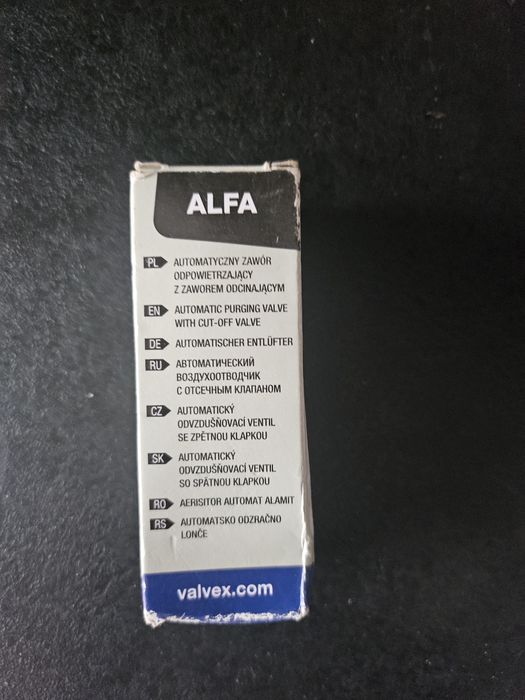 ALFA
PL AUTOMATYCZNY ZAWÓR
ODPOWIETRZAJĄCY
Z ZAWOREM ODCINAJĄCYM
EN AUTOMATIC PURGING VALVE
WITH CUT-OFF VALVE
DE AUTOMATISCHER ENTLÜFTER
RU АВТОМАТИЧЕСКИЙ
ВОЗДУХООТВОДЧИК
С ОТСЕЧНЫМ КЛАПАНОМ
CZ AUTOMATICKÝ
ODVZDUŠŇOVACÍ VENTIL
SE ZPĚTNOU KLAPKOU
SK AUTOMATICKÝ
ODVZDUŠŇOVACÍ VENTIL
SO SPÄTNOU KLAPKOU
RO AERISITOR AUTOMAT ALAMIT
RS AUTOMATSKO ODZRAČNO
LONČE
valvex.com